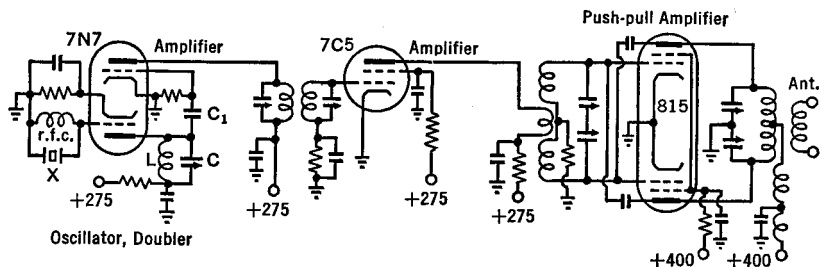 Push-pull Amplifier
7N7
Amplifier
7C5
Amplifier
815
Ant.
r.f.c.
X
L
C₁
C
+275
+275
+275
+275
+400
+400
Oscillator, Doubler